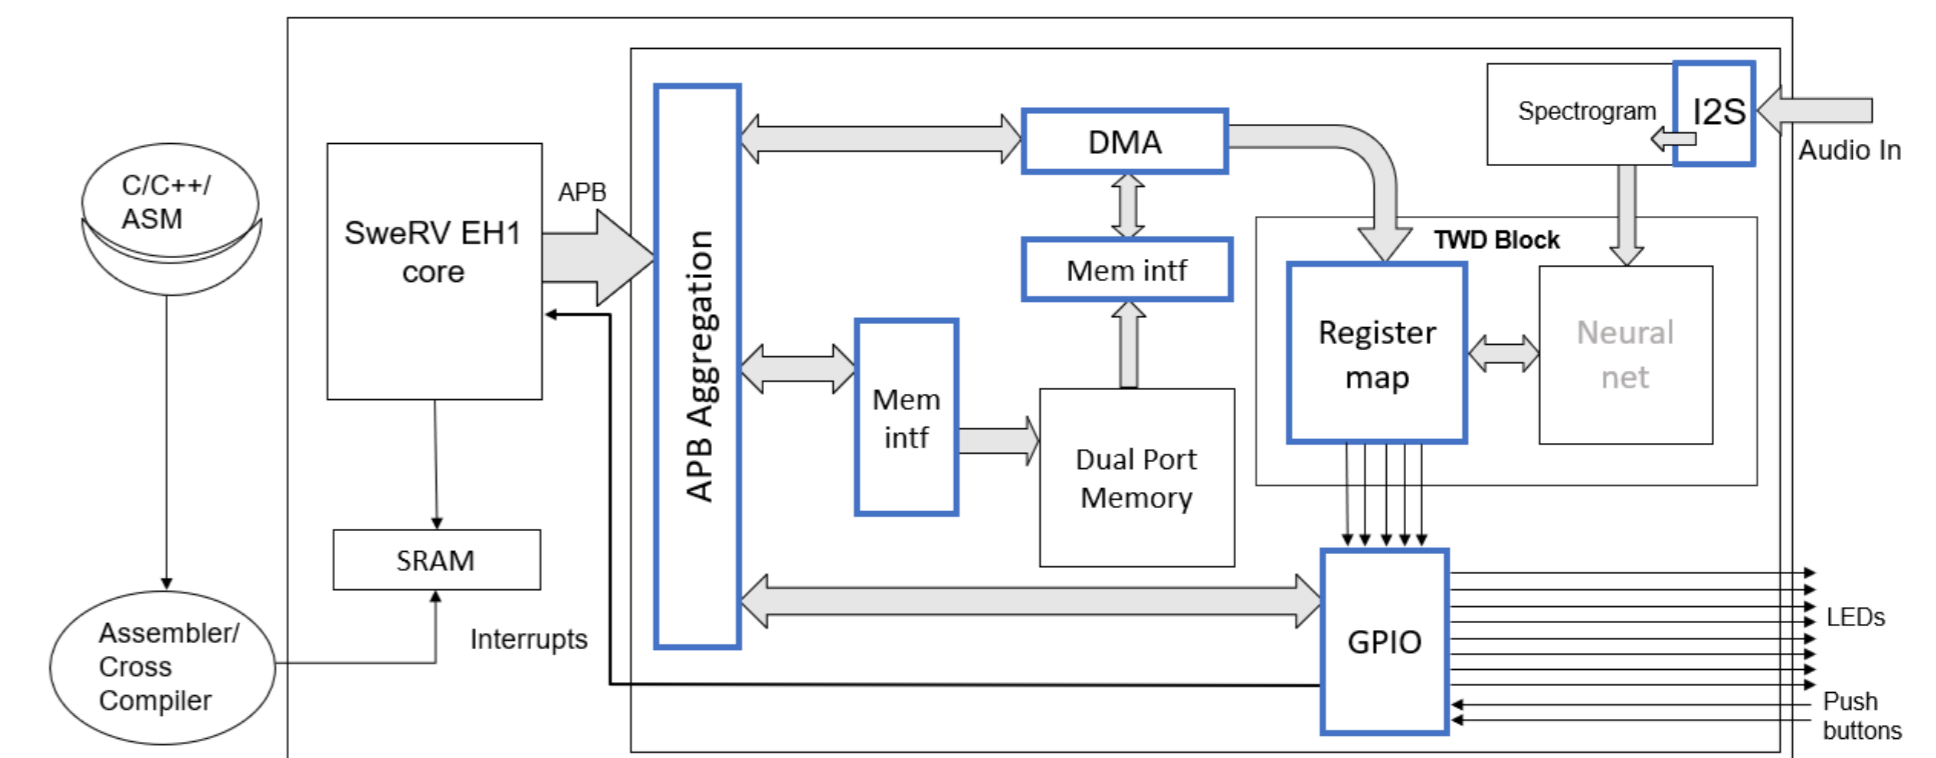 C/C++/
ASM
Assembler/
Cross
Compiler
SweRV EH1
core
APB
SRAM
Interrupts
APB Aggregation
DMA
Mem intf
Mem
intf
Dual Port
Memory
Spectrogram
I2S
Audio In
TWD Block
Register
map
Neural
net
GPIO
LEDs
Push
buttons